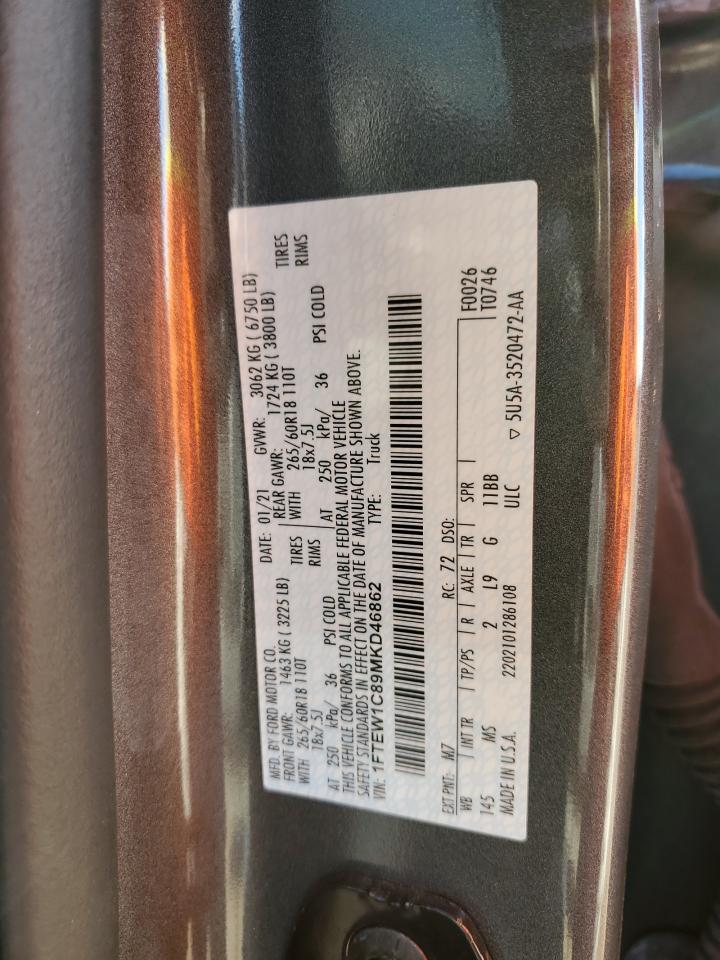 MFD. BY FORD MOTOR CO. DATE: 01/21 GVWR: 3062 KG ( 6750 LB)
FRONT GAWR: 1463 KG ( 3225 LB) REAR GAWR: 1724 KG ( 3800 LB)
WITH 265/60R18 110T TIRES WITH 265/60R18 110T TIRES
18x7.5J RIMS 18x7.5J RIMS
AT 250 kPa/ 36 PSI COLD AT 250 kPa/ 36 PSI COLD
THIS VEHICLE CONFORMS TO ALL APPLICABLE FEDERAL MOTOR VEHICLE
SAFETY STANDARDS IN EFFECT ON THE DATE OF MANUFACTURE SHOWN ABOVE.
VIN: 1FTEW1C89MKD46862 TYPE: Truck
EXT PNT: M7 RC: 72 DSO:
WB | INT TR | TP/PS | R | AXLE | TR | SPR | F0026
145 MS 2 L9 G 11BB T0746
2202101286108 ULC
MADE IN U.S.A. ▽ 5U5A-3520472-AA